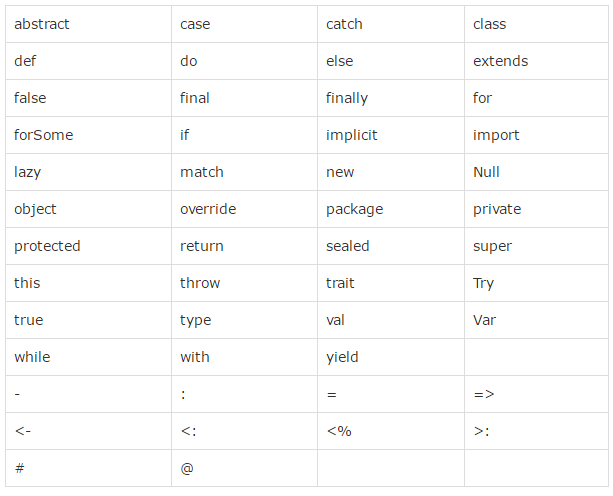 abstract case catch class
def do else extends
false final finally for
forSome if implicit import
lazy match new Null
object override package private
protected return sealed super
this throw trait Try
true type val Var
while with yield
- : = =>
<- <: <% >:
# @